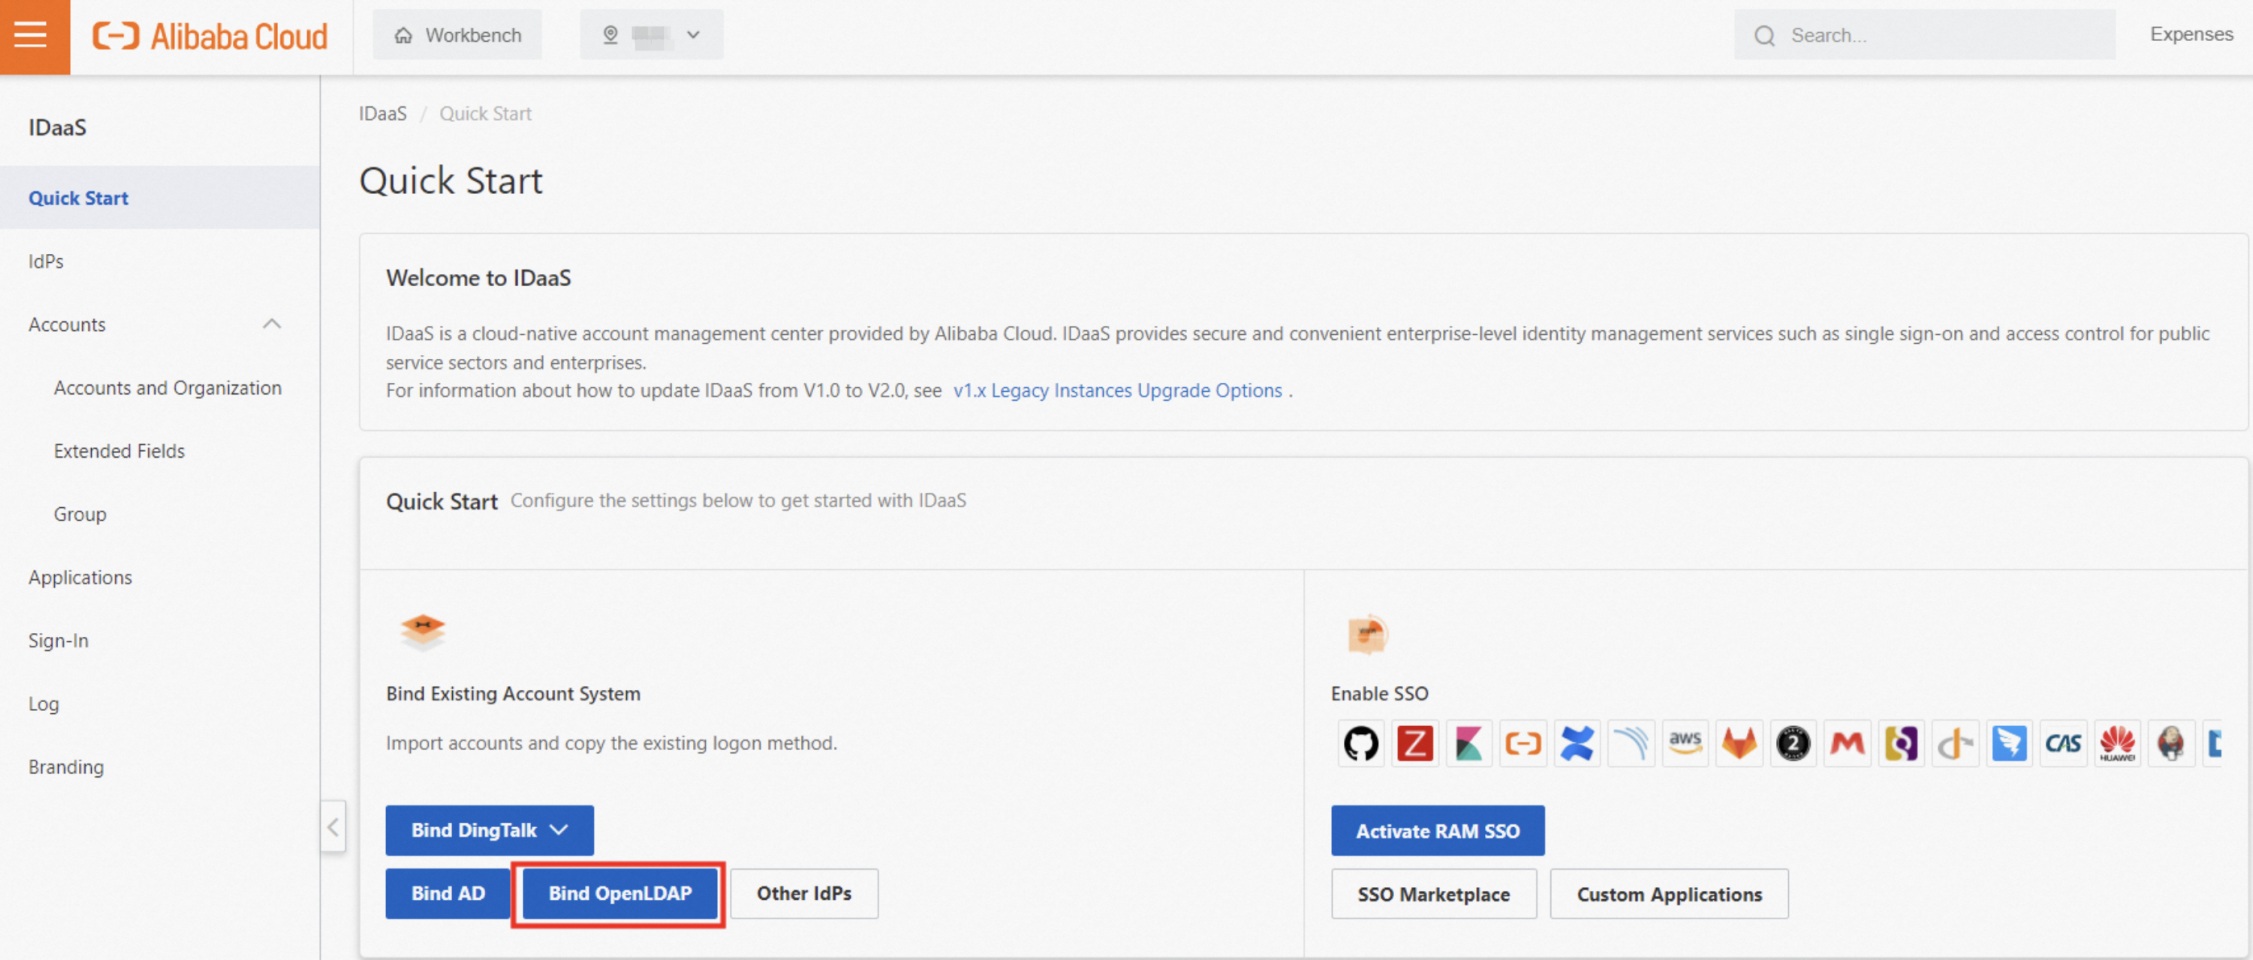 Alibaba Cloud
Workbench
Search...
Expenses
IDaaS
Quick Start
IdPs
Accounts
Accounts and Organization
Extended Fields
Group
Applications
Sign-In
Log
Branding
IDaaS / Quick Start
Quick Start
Welcome to IDaaS
IDaaS is a cloud-native account management center provided by Alibaba Cloud. IDaaS provides secure and convenient enterprise-level identity management services such as single sign-on and access control for public
service sectors and enterprises.
For information about how to update IDaaS from V1.0 to V2.0, see v1.x Legacy Instances Upgrade Options .
Quick Start Configure the settings below to get started with IDaaS
Bind Existing Account System
Import accounts and copy the existing logon method.
Bind DingTalk
Bind AD
Bind OpenLDAP
Other IdPs
Enable SSO
Z
aws
2
CAS
HUAWEI
Activate RAM SSO
SSO Marketplace
Custom Applications